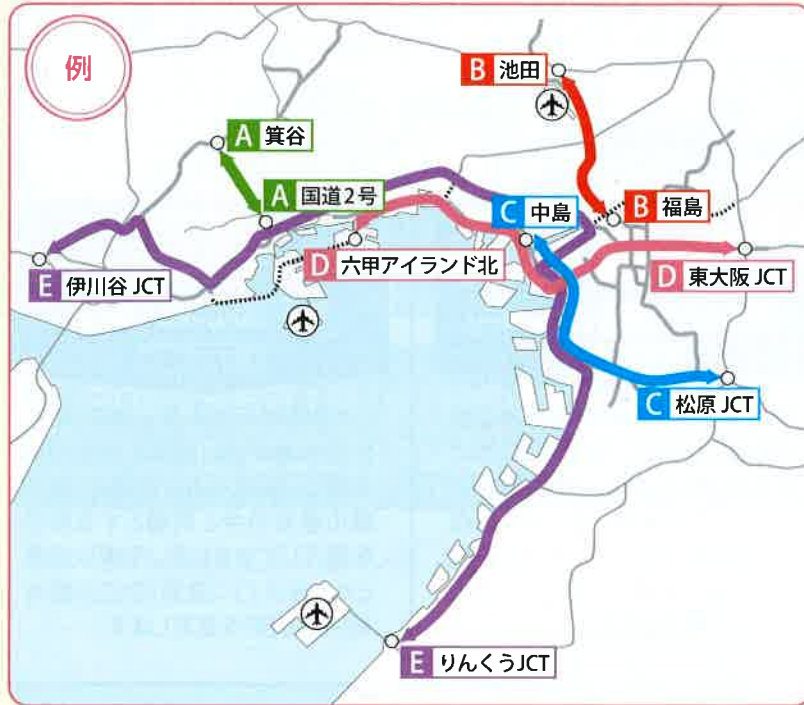 例
B 池田
A 箕谷
A 国道2号
C 中島
B 福島
D 六甲アイランド北
E 伊川谷 JCT
D 東大阪 JCT
C 松原 JCT
E りんくうJCT